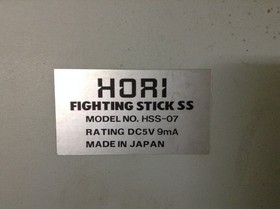 HORI
FIGHTING STICK SS
MODEL NO. HSS-07
RATING DC5V 9mA
MADE IN JAPAN